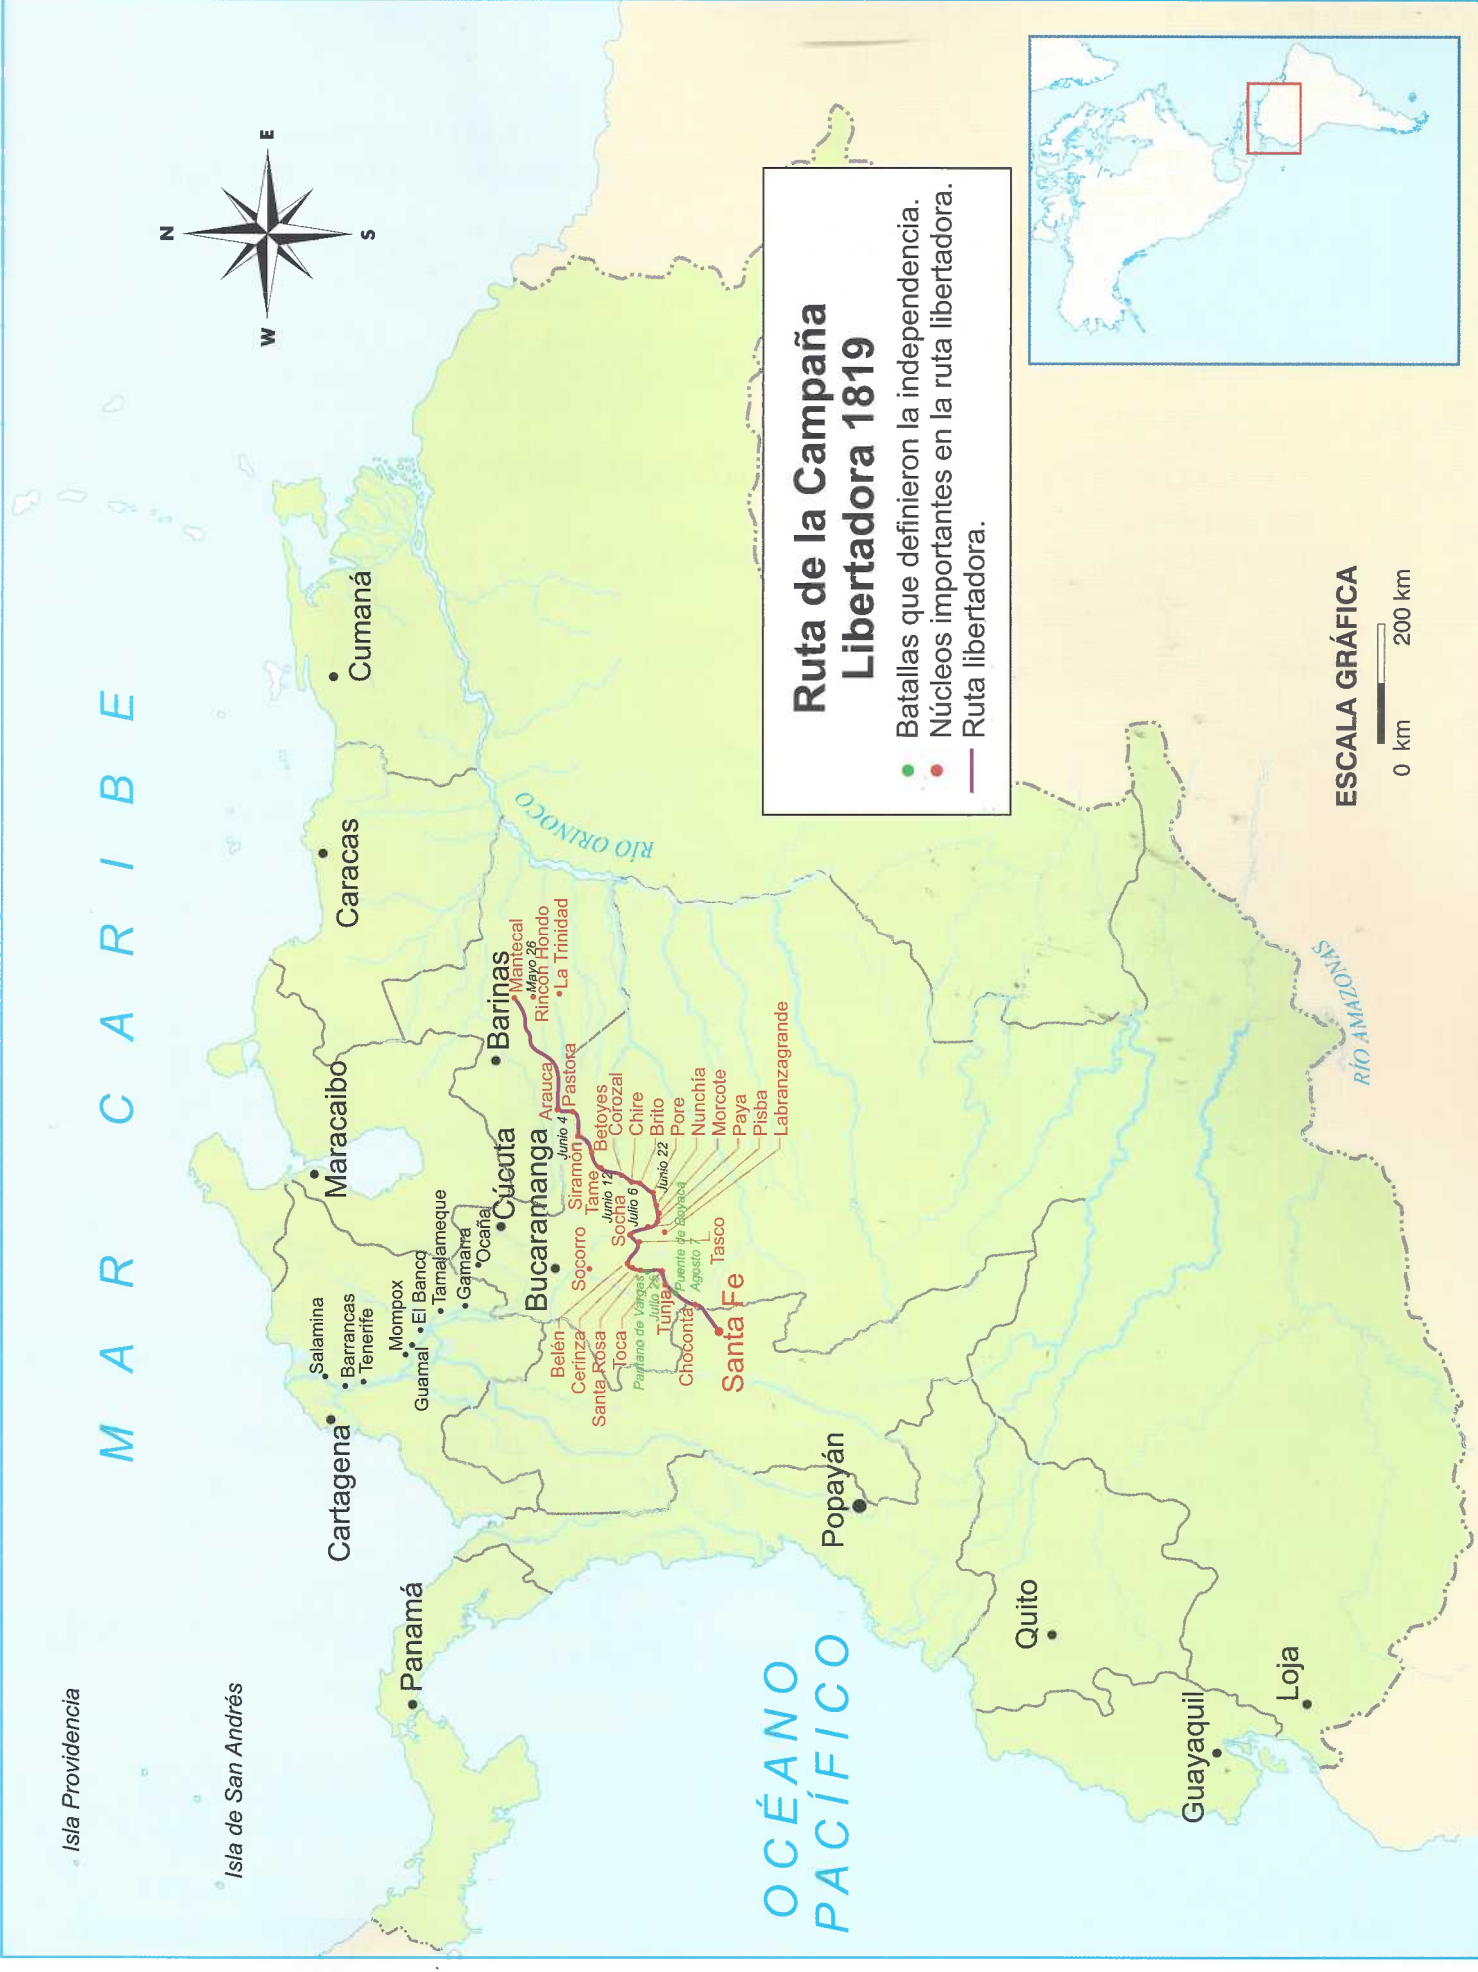 Isla Providencia
Isla de San Andrés
MAR CARIBE
N
W
E
S
Panamá
Cartagena
Salamina
Barrancas
Tenerife
Mompox
Guamal
El Banco
Tamalameque
Gamarra
Ocaña
Maracaibo
Caracas
Cumaná
Cúcuta
Bucaramanga
Barinas
Mantecal
Mayo 26
Rincón Hondo
La Trinidad
RÍO ORINOCO
Arauca
Junio 4
Pastora
Siramón
Betoyes
Tame
Junio 12
Corozal
Chire
Brito
Pore
Junio 22
Nunchía
Morcote
Paya
Pisba
Labranzagrande
Socha
Julio 6
Socorro
Tasco
Belén
Cerinza
Santa Rosa
Toca
Pantano de Vargas
Julio 25
Tunja
Puente de Boyacá
Agosto 7
Chocontá
Santa Fe
OCÉANO
PACÍFICO
Popayán
Quito
Guayaquil
Loja
RÍO AMAZONAS
Ruta de la Campaña
Libertadora 1819
Batallas que definieron la independencia.
Núcleos importantes en la ruta libertadora.
Ruta libertadora.
ESCALA GRÁFICA
0 km 200 km